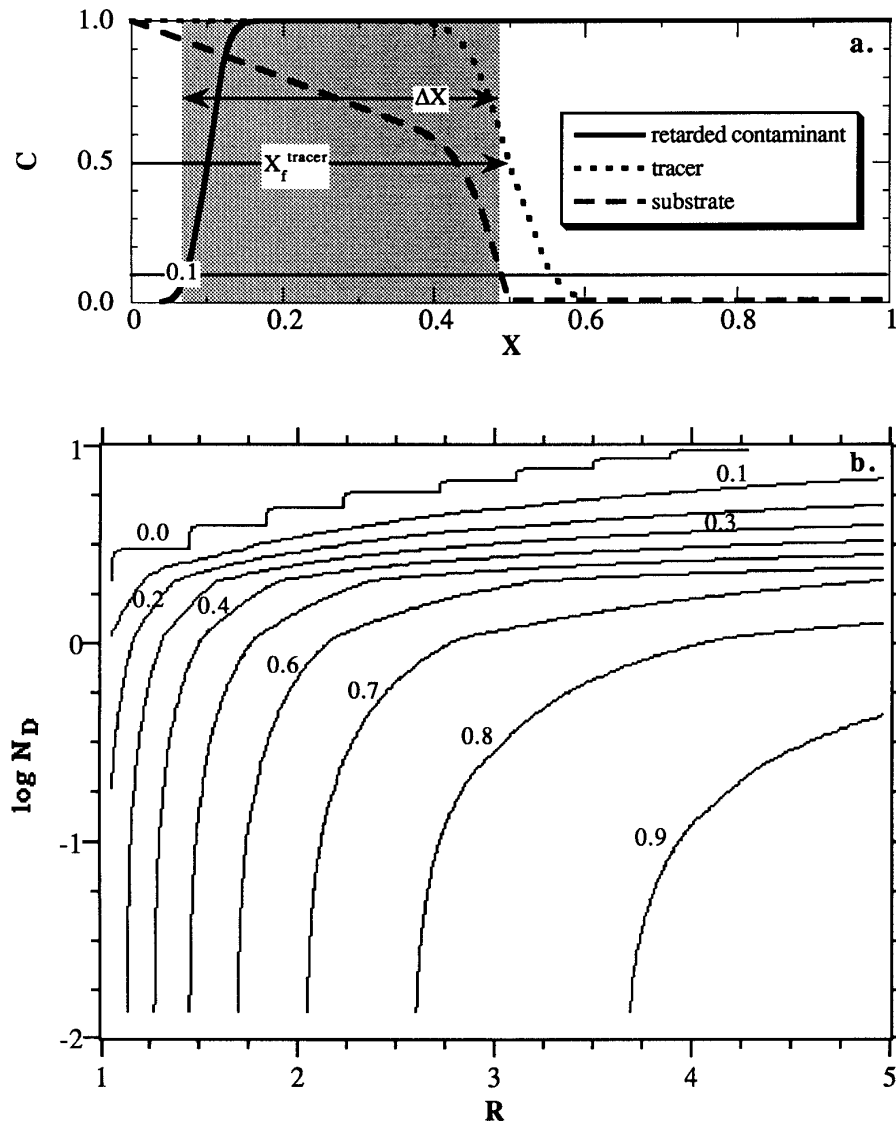 1.0
a.
ΔX
retarded contaminant
C
0.5
X_f^tracer
tracer
substrate
0.1
0.0
0
0.2
0.4
0.6
0.8
1
X
1
b.
0.1
0.0
0.3
0.2
0.4
0
0.6
0.7
log N_D
0.8
-1
0.9
-2
1
2
3
4
5
R